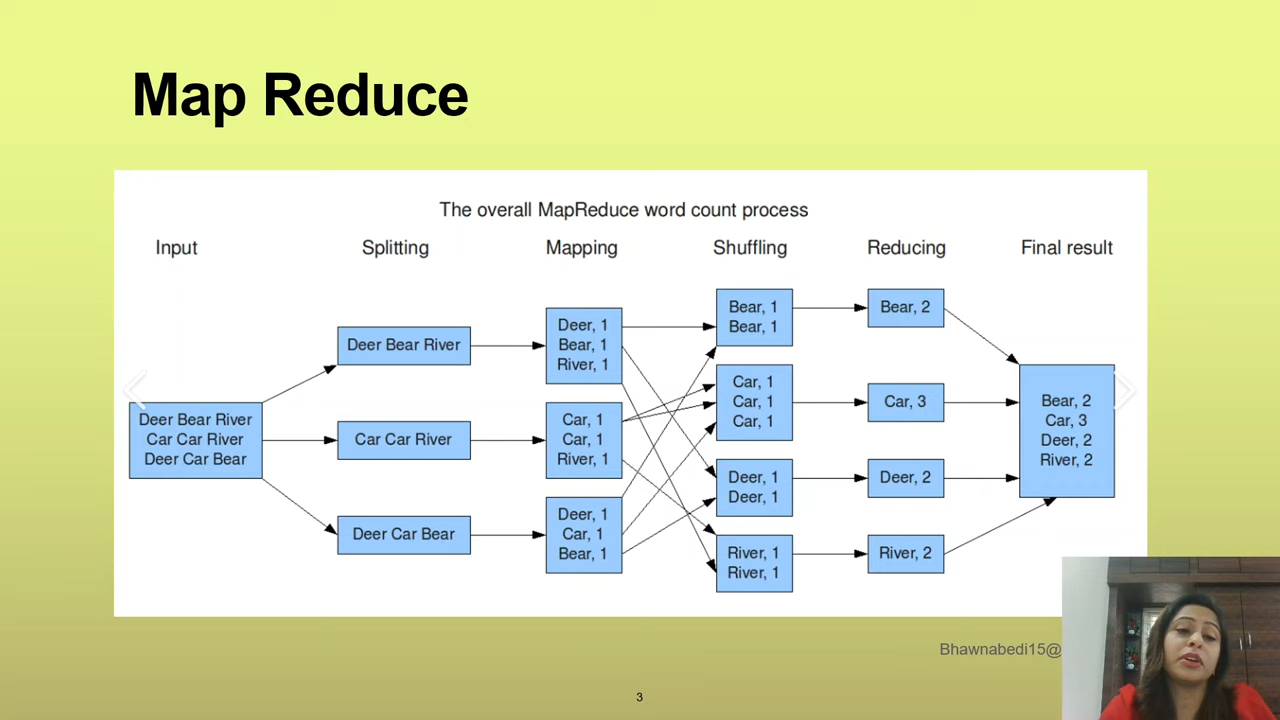 Map Reduce
The overall MapReduce word count process
Input
Splitting
Mapping
Shuffling
Reducing
Final result
Deer Bear River
Car Car River
Deer Car Bear
Deer Bear River
Car Car River
Deer Car Bear
Deer, 1
Bear, 1
River, 1
Car, 1
Car, 1
River, 1
Deer, 1
Car, 1
Bear, 1
Bear, 1
Bear, 1
Car, 1
Car, 1
Car, 1
Deer, 1
Deer, 1
River, 1
River, 1
Bear, 2
Car, 3
Deer, 2
River, 2
Bear, 2
Car, 3
Deer, 2
River, 2
Bhawnabedi15@
3